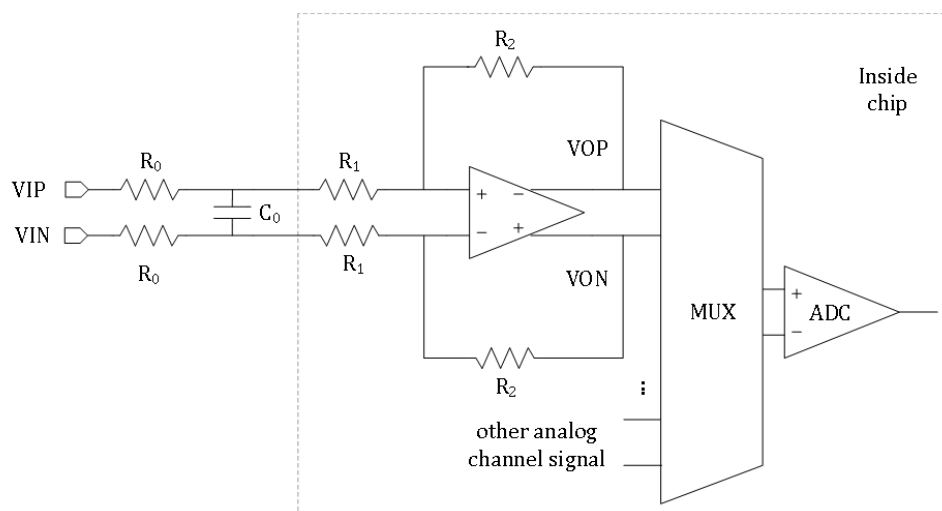 R₂
Inside
chip
VOP
R₀
R₁
VIP
+
−
C₀
VIN
−
+
R₀
R₁
VON
MUX
+
ADC
−
R₂
⋮
other analog
channel signal